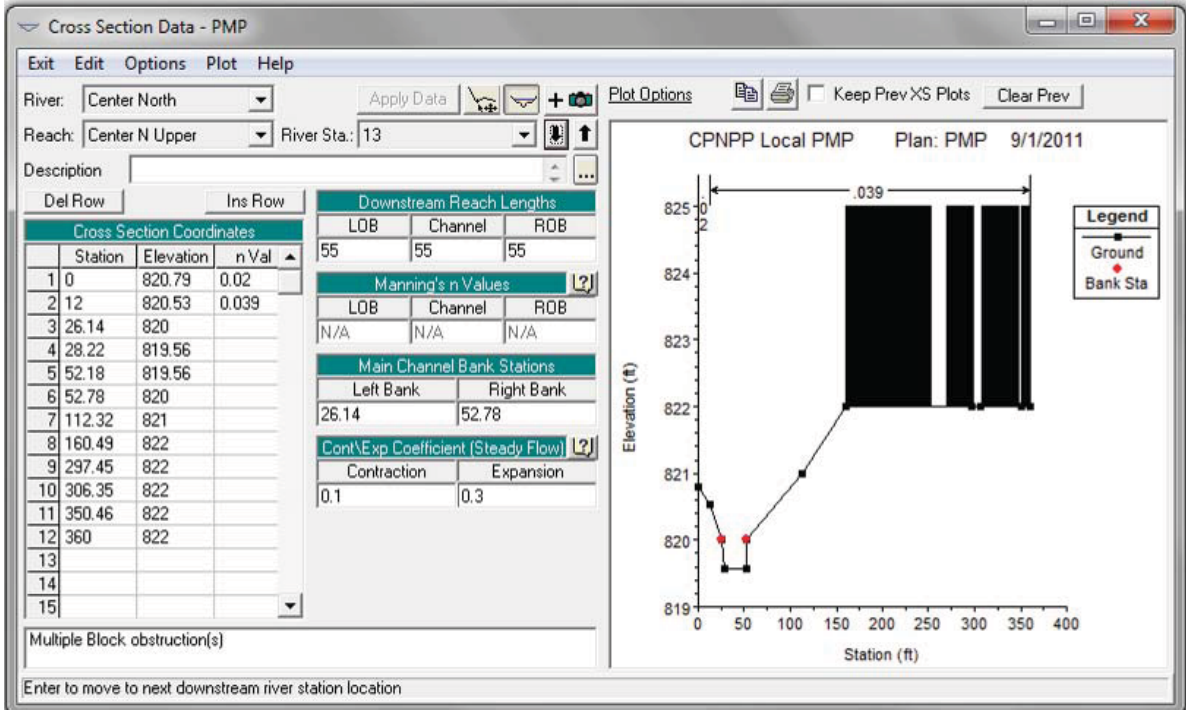 Cross Section Data - PMP
Exit Edit Options Plot Help
River: Center North
Apply Data
Reach: Center N Upper River Sta.: 13
Description
...
Del Row Ins Row
Cross Section Coordinates
Station Elevation n Val
1 0 820.79 0.02
2 12 820.53 0.039
3 26.14 820
4 28.22 819.56
5 52.18 819.56
6 52.78 820
7 112.32 821
8 160.49 822
9 297.45 822
10 306.35 822
11 350.46 822
12 360 822
13
14
15
Downstream Reach Lengths
LOB Channel ROB
55 55 55
Manning's n Values
LOB Channel ROB
N/A N/A N/A
Main Channel Bank Stations
Left Bank Right Bank
26.14 52.78
Cont\Exp Coefficient (Steady Flow)
Contraction Expansion
0.1 0.3
Multiple Block obstruction(s)
Enter to move to next downstream river station location
Plot Options Keep Prev XS Plots Clear Prev
CPNPP Local PMP Plan: PMP 9/1/2011
.02
.039
825
824
823
822
821
820
819
Elevation (ft)
0 50 100 150 200 250 300 350 400
Station (ft)
Legend
Ground
Bank Sta